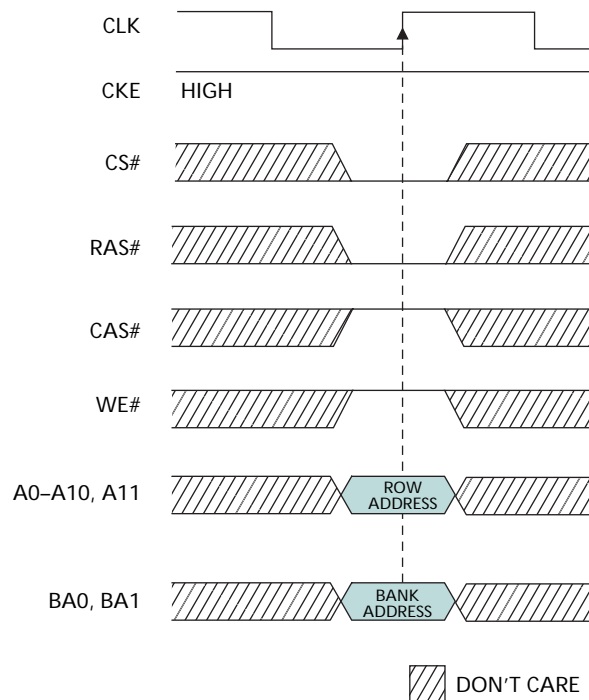 CLK
CKE HIGH
CS#
RAS#
CAS#
WE#
A0–A10, A11 ROW
ADDRESS
BA0, BA1 BANK
ADDRESS
DON'T CARE